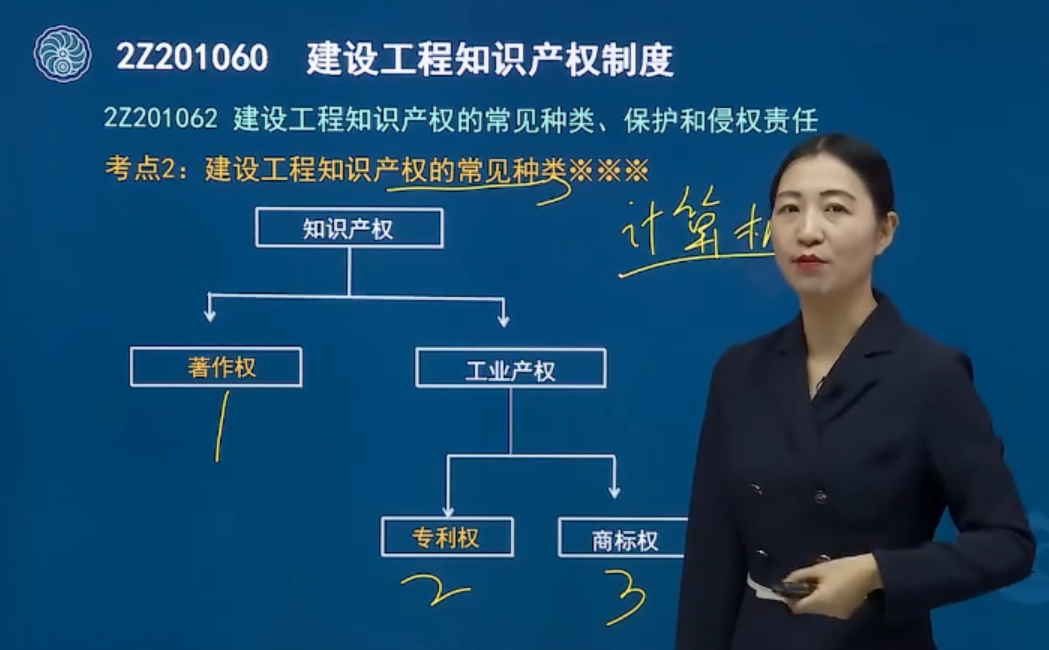 2Z201060 建设工程知识产权制度
2Z201062 建设工程知识产权的常见种类、保护和侵权责任
考点2：建设工程知识产权的常见种类※※※
计算机
知识产权
著作权
工业产权
1
专利权
商标权
2
3